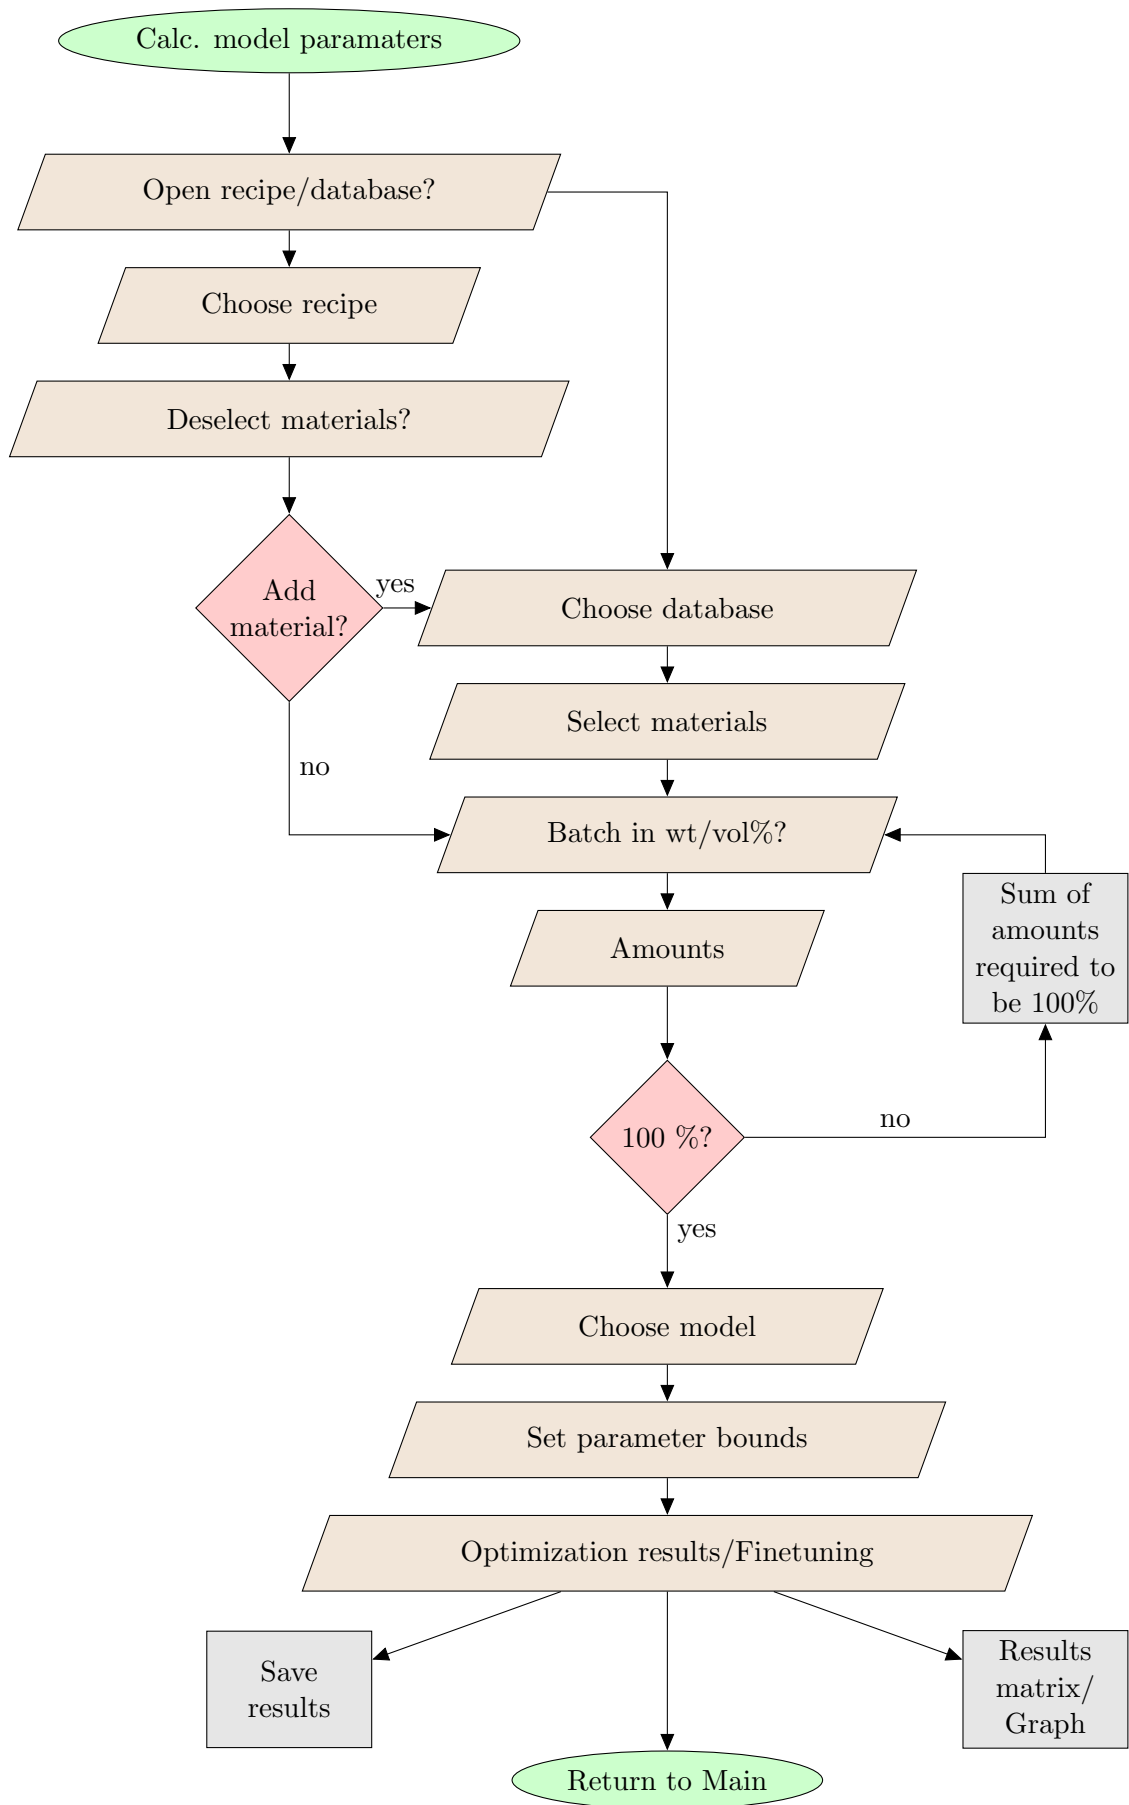 Calc. model paramaters
Open recipe/database?
Choose recipe
Deselect materials?
Add
material?
yes
Choose database
Select materials
no
Batch in wt/vol%?
Sum of
amounts
required to
be 100%
Amounts
100 %?
no
yes
Choose model
Set parameter bounds
Optimization results/Finetuning
Save
results
Results
matrix/
Graph
Return to Main